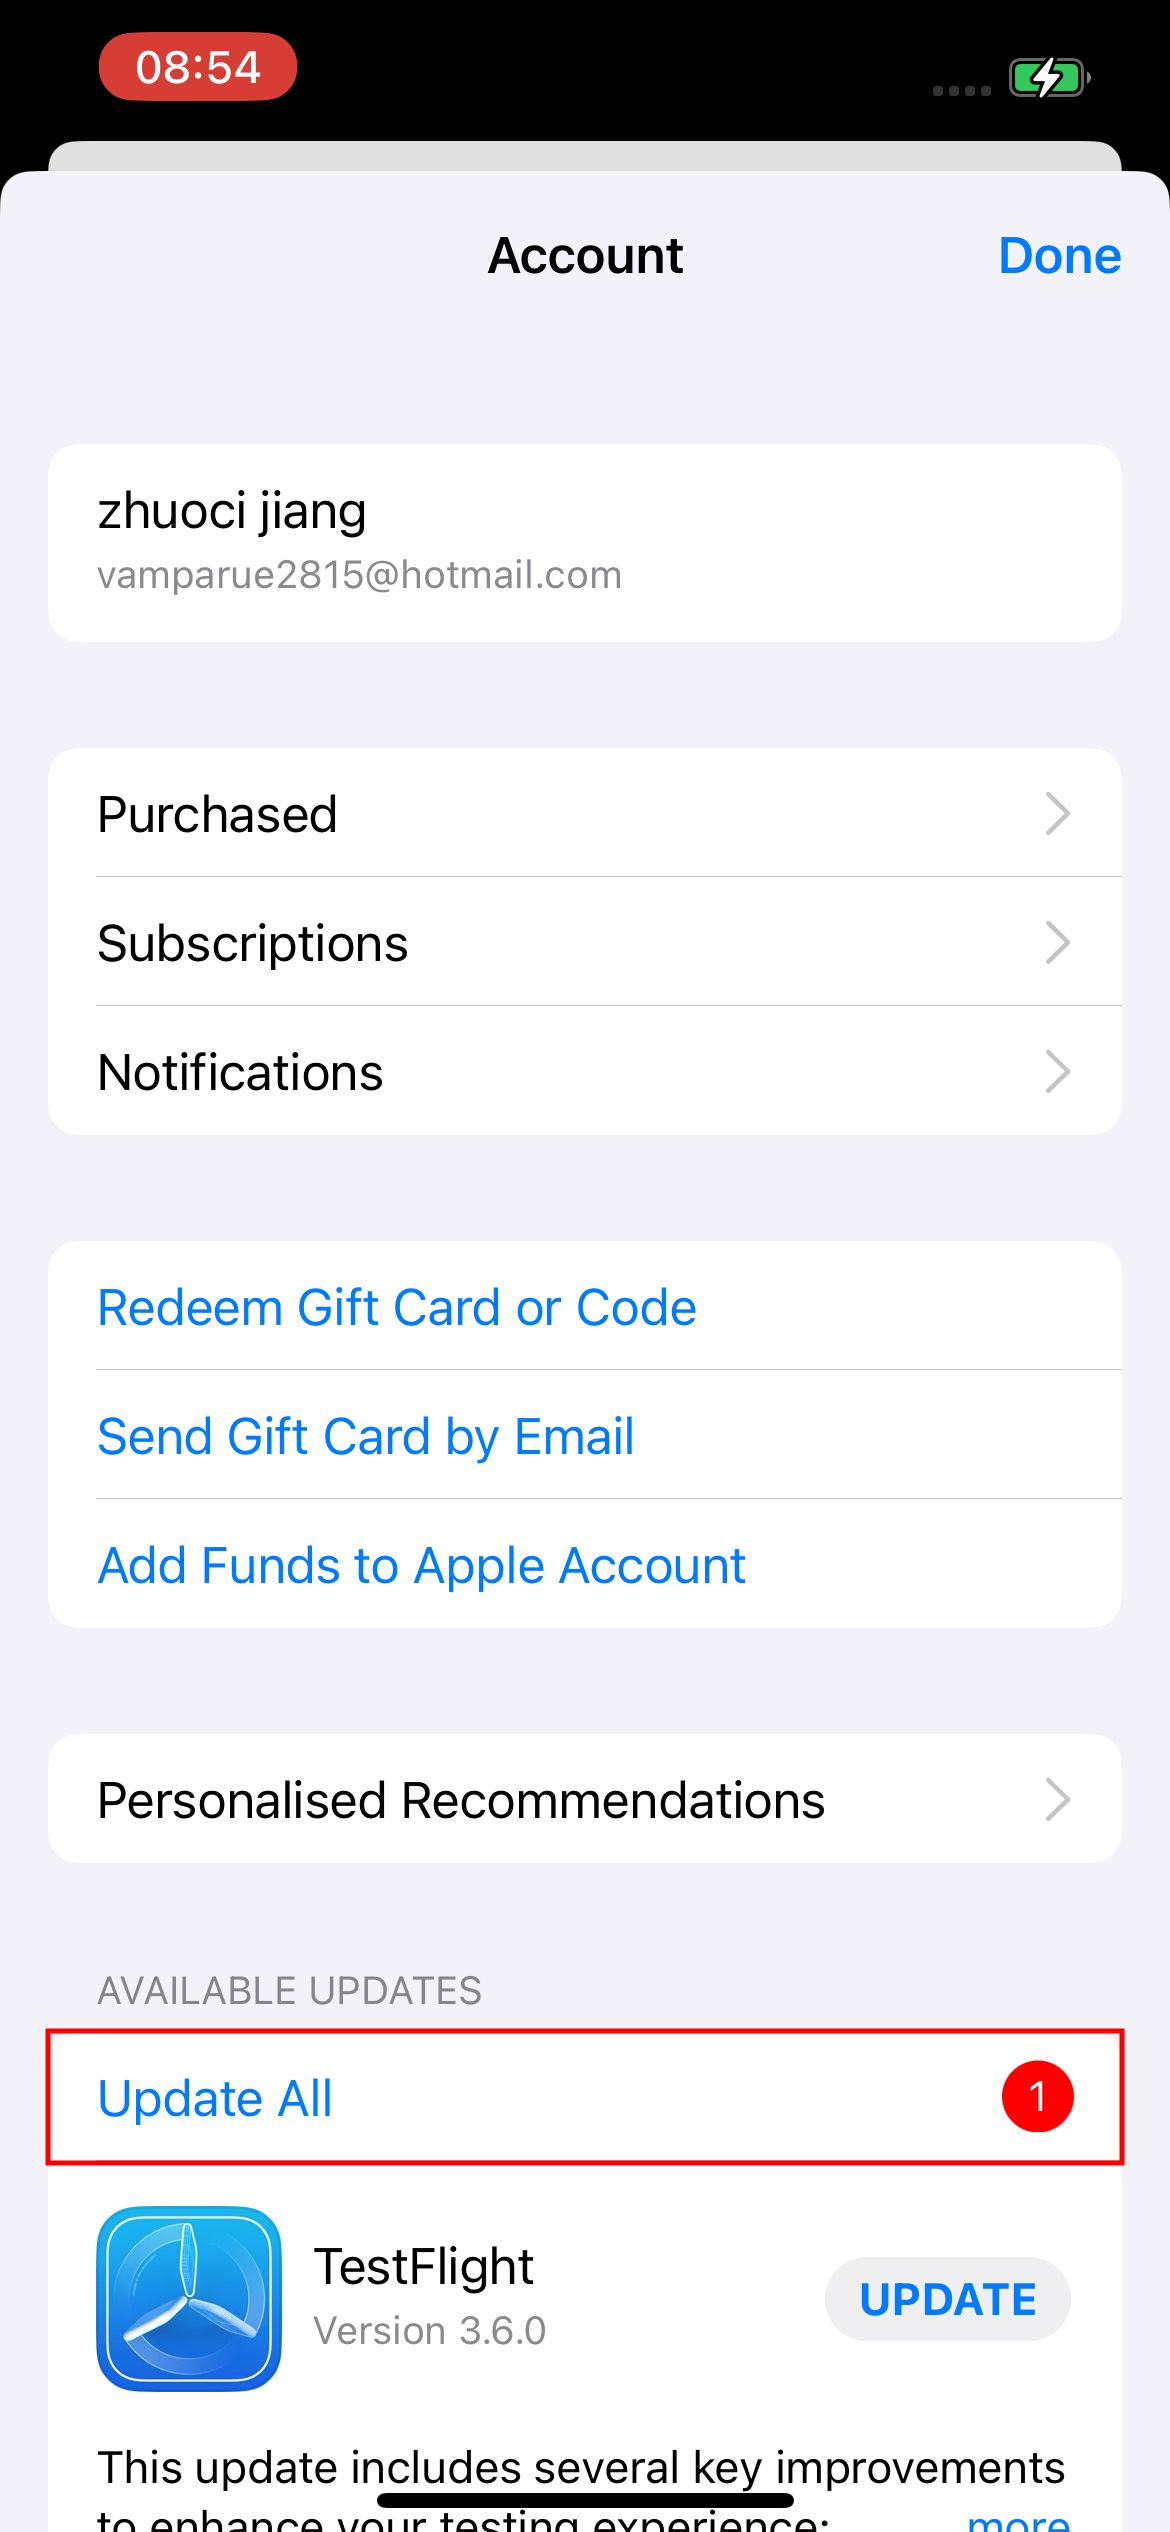 08:54
Account
Done
zhuoci jiang
vamparue2815@hotmail.com
Purchased
Subscriptions
Notifications
Redeem Gift Card or Code
Send Gift Card by Email
Add Funds to Apple Account
Personalised Recommendations
AVAILABLE UPDATES
Update All
1
TestFlight
Version 3.6.0
UPDATE
This update includes several key improvements
to enhance your testing experience:
more